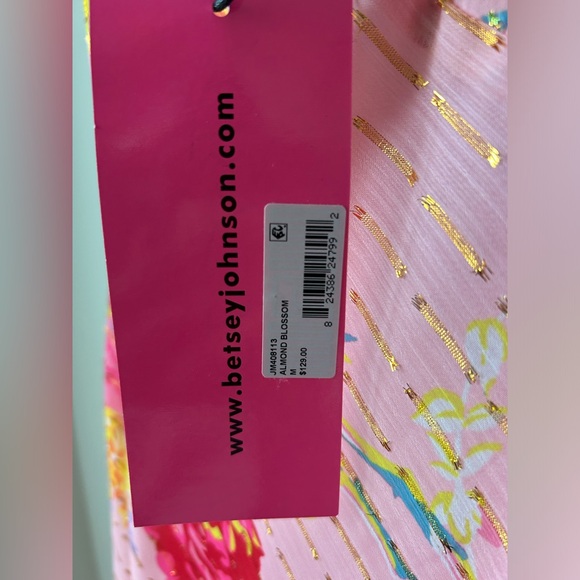 www.betseyjohnson.com
8 24386 24799 2
JM408113
ALMOND BLOSSOM
M
$129.00